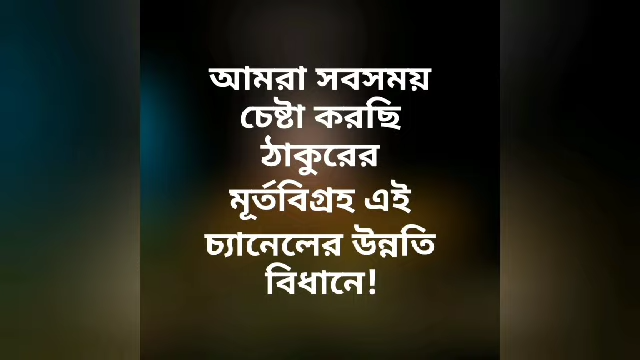 আমরা সবসময়
চেষ্টা করছি
ঠাকুরের
মূর্তবিগ্রহ এই
চ্যানেলের উন্নতি
বিধানে!